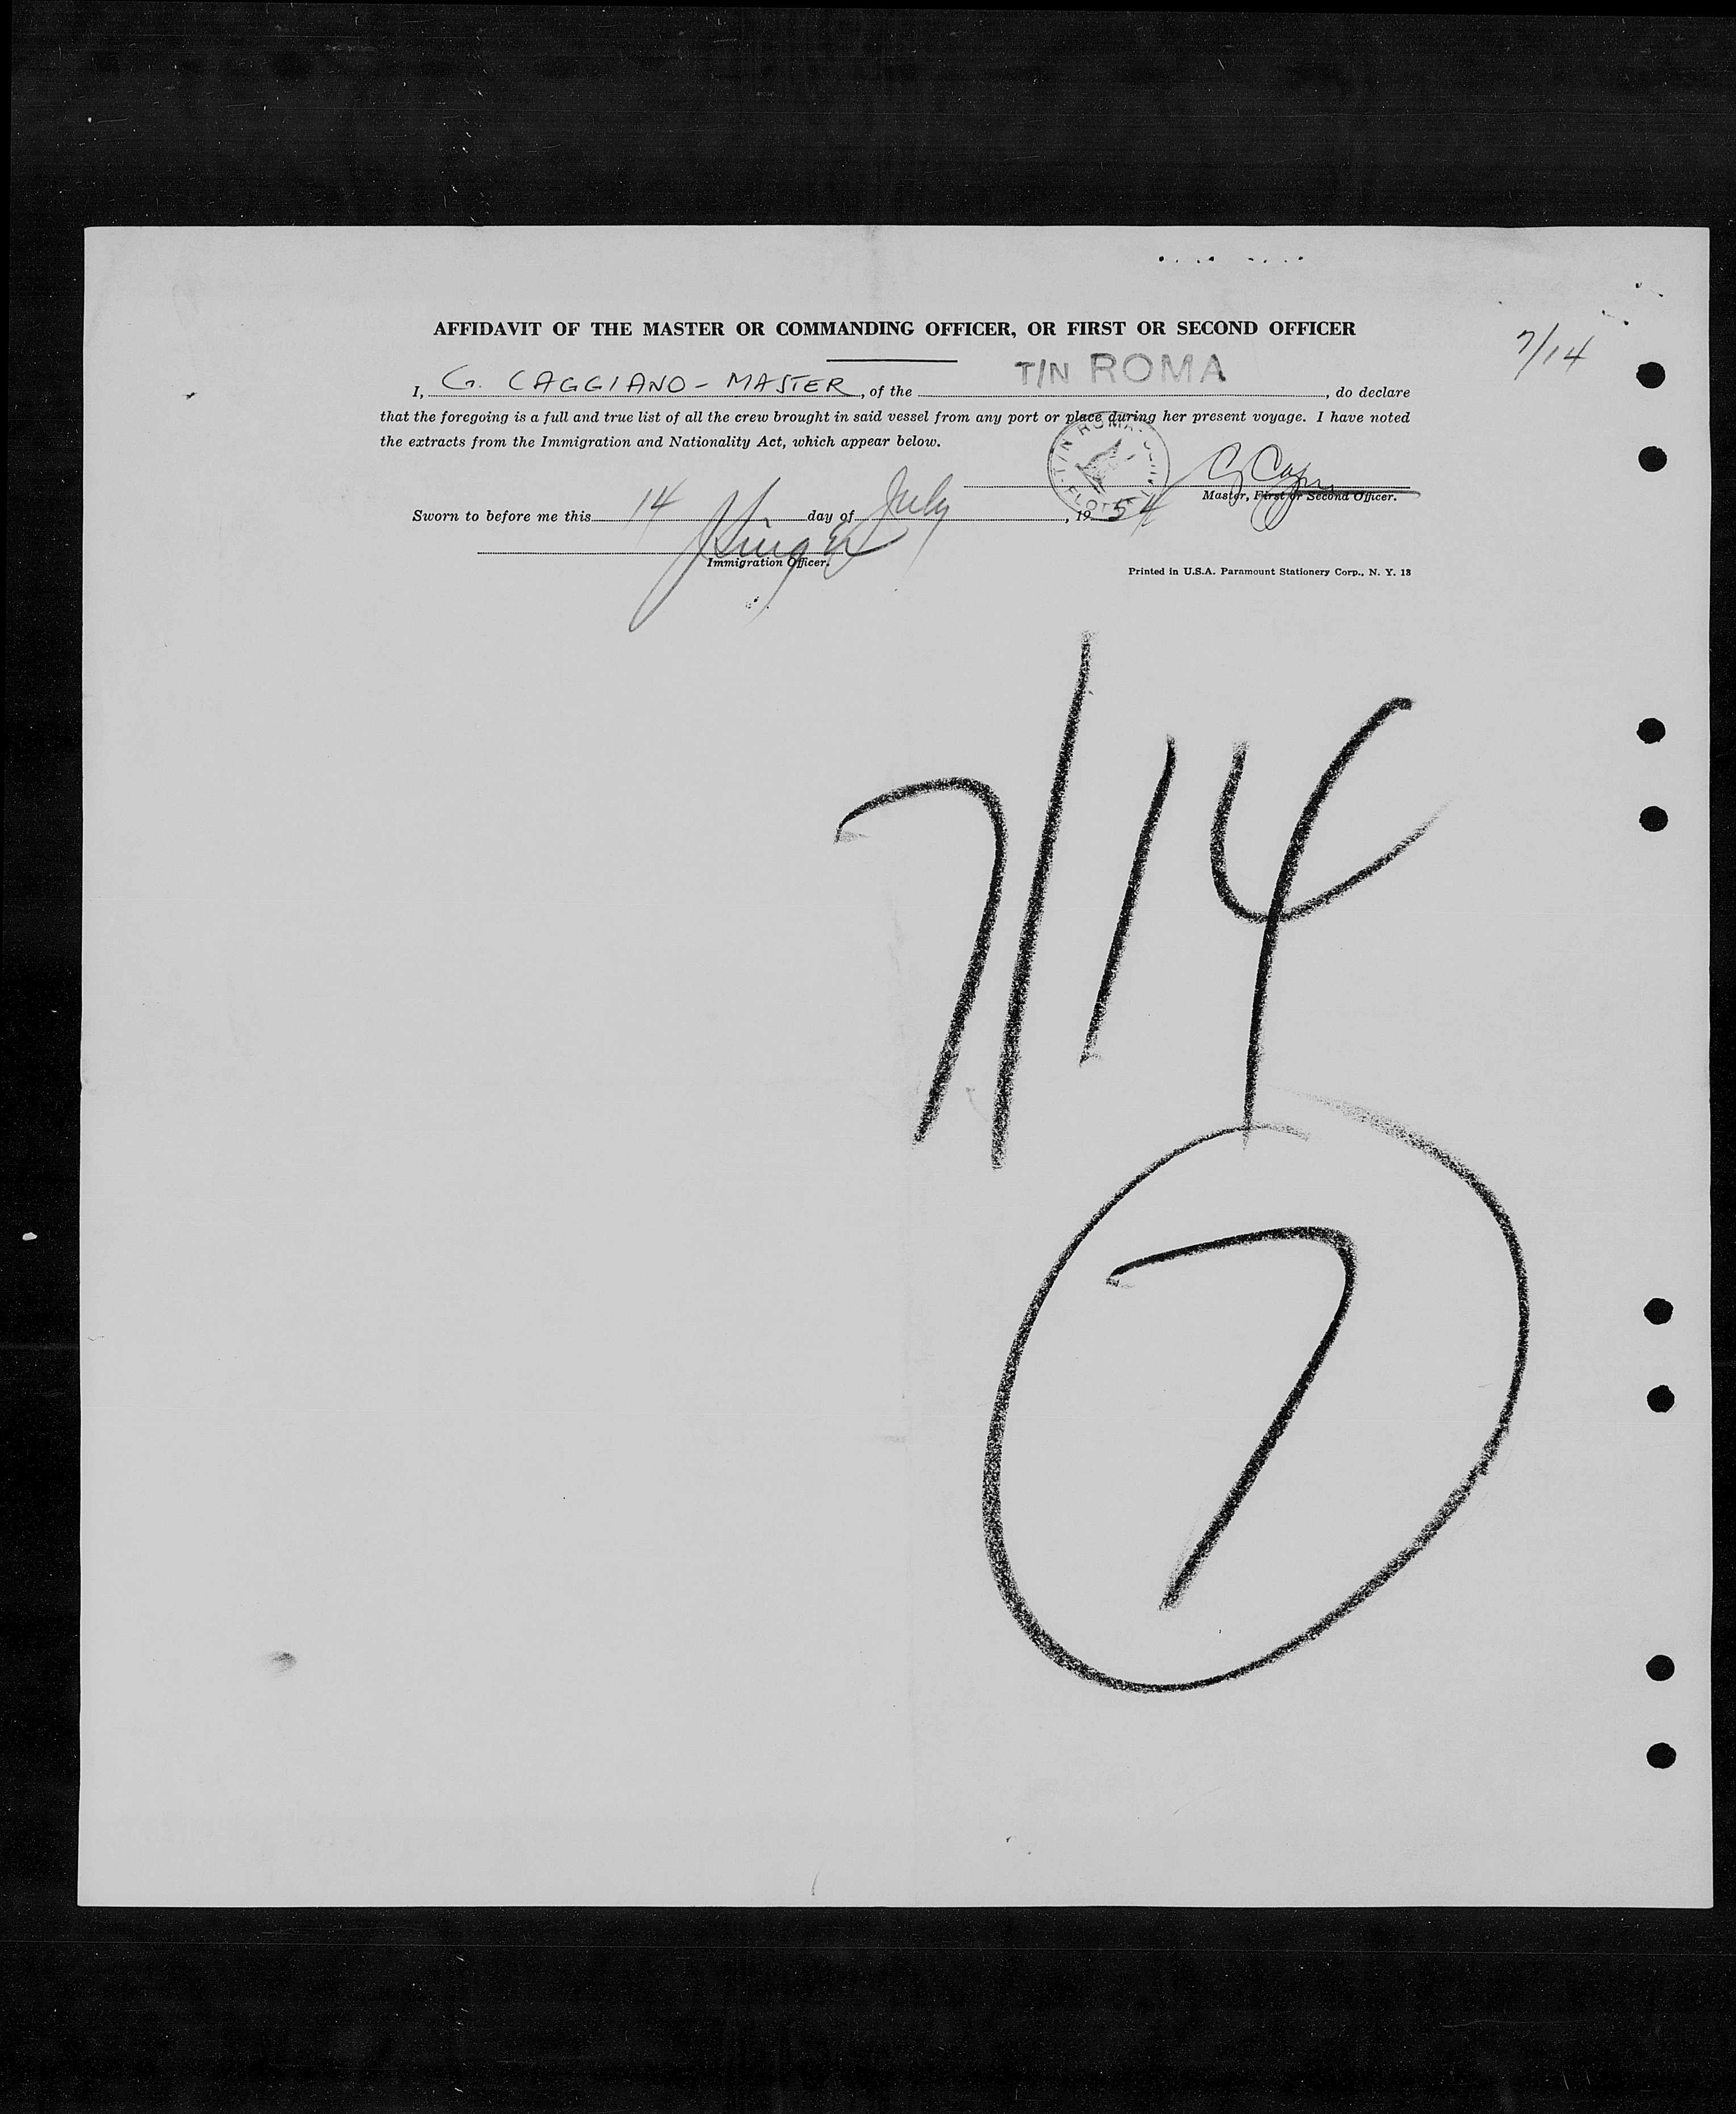 AFFIDAVIT OF THE MASTER OR COMMANDING OFFICER, OR FIRST OR SECOND OFFICER
7/14
I, G. CAGGIANO - MASTER, of the T/N ROMA, do declare
that the foregoing is a full and true list of all the crew brought in said vessel from any port or place during her present voyage. I have noted
the extracts from the Immigration and Nationality Act, which appear below.
T/N ROMA
Master, First or Second Officer.
Sworn to before me this 14 day of July, 1954
Immigration Officer.
Printed in U.S.A. Paramount Stationery Corp., N. Y. 13
7/14
7